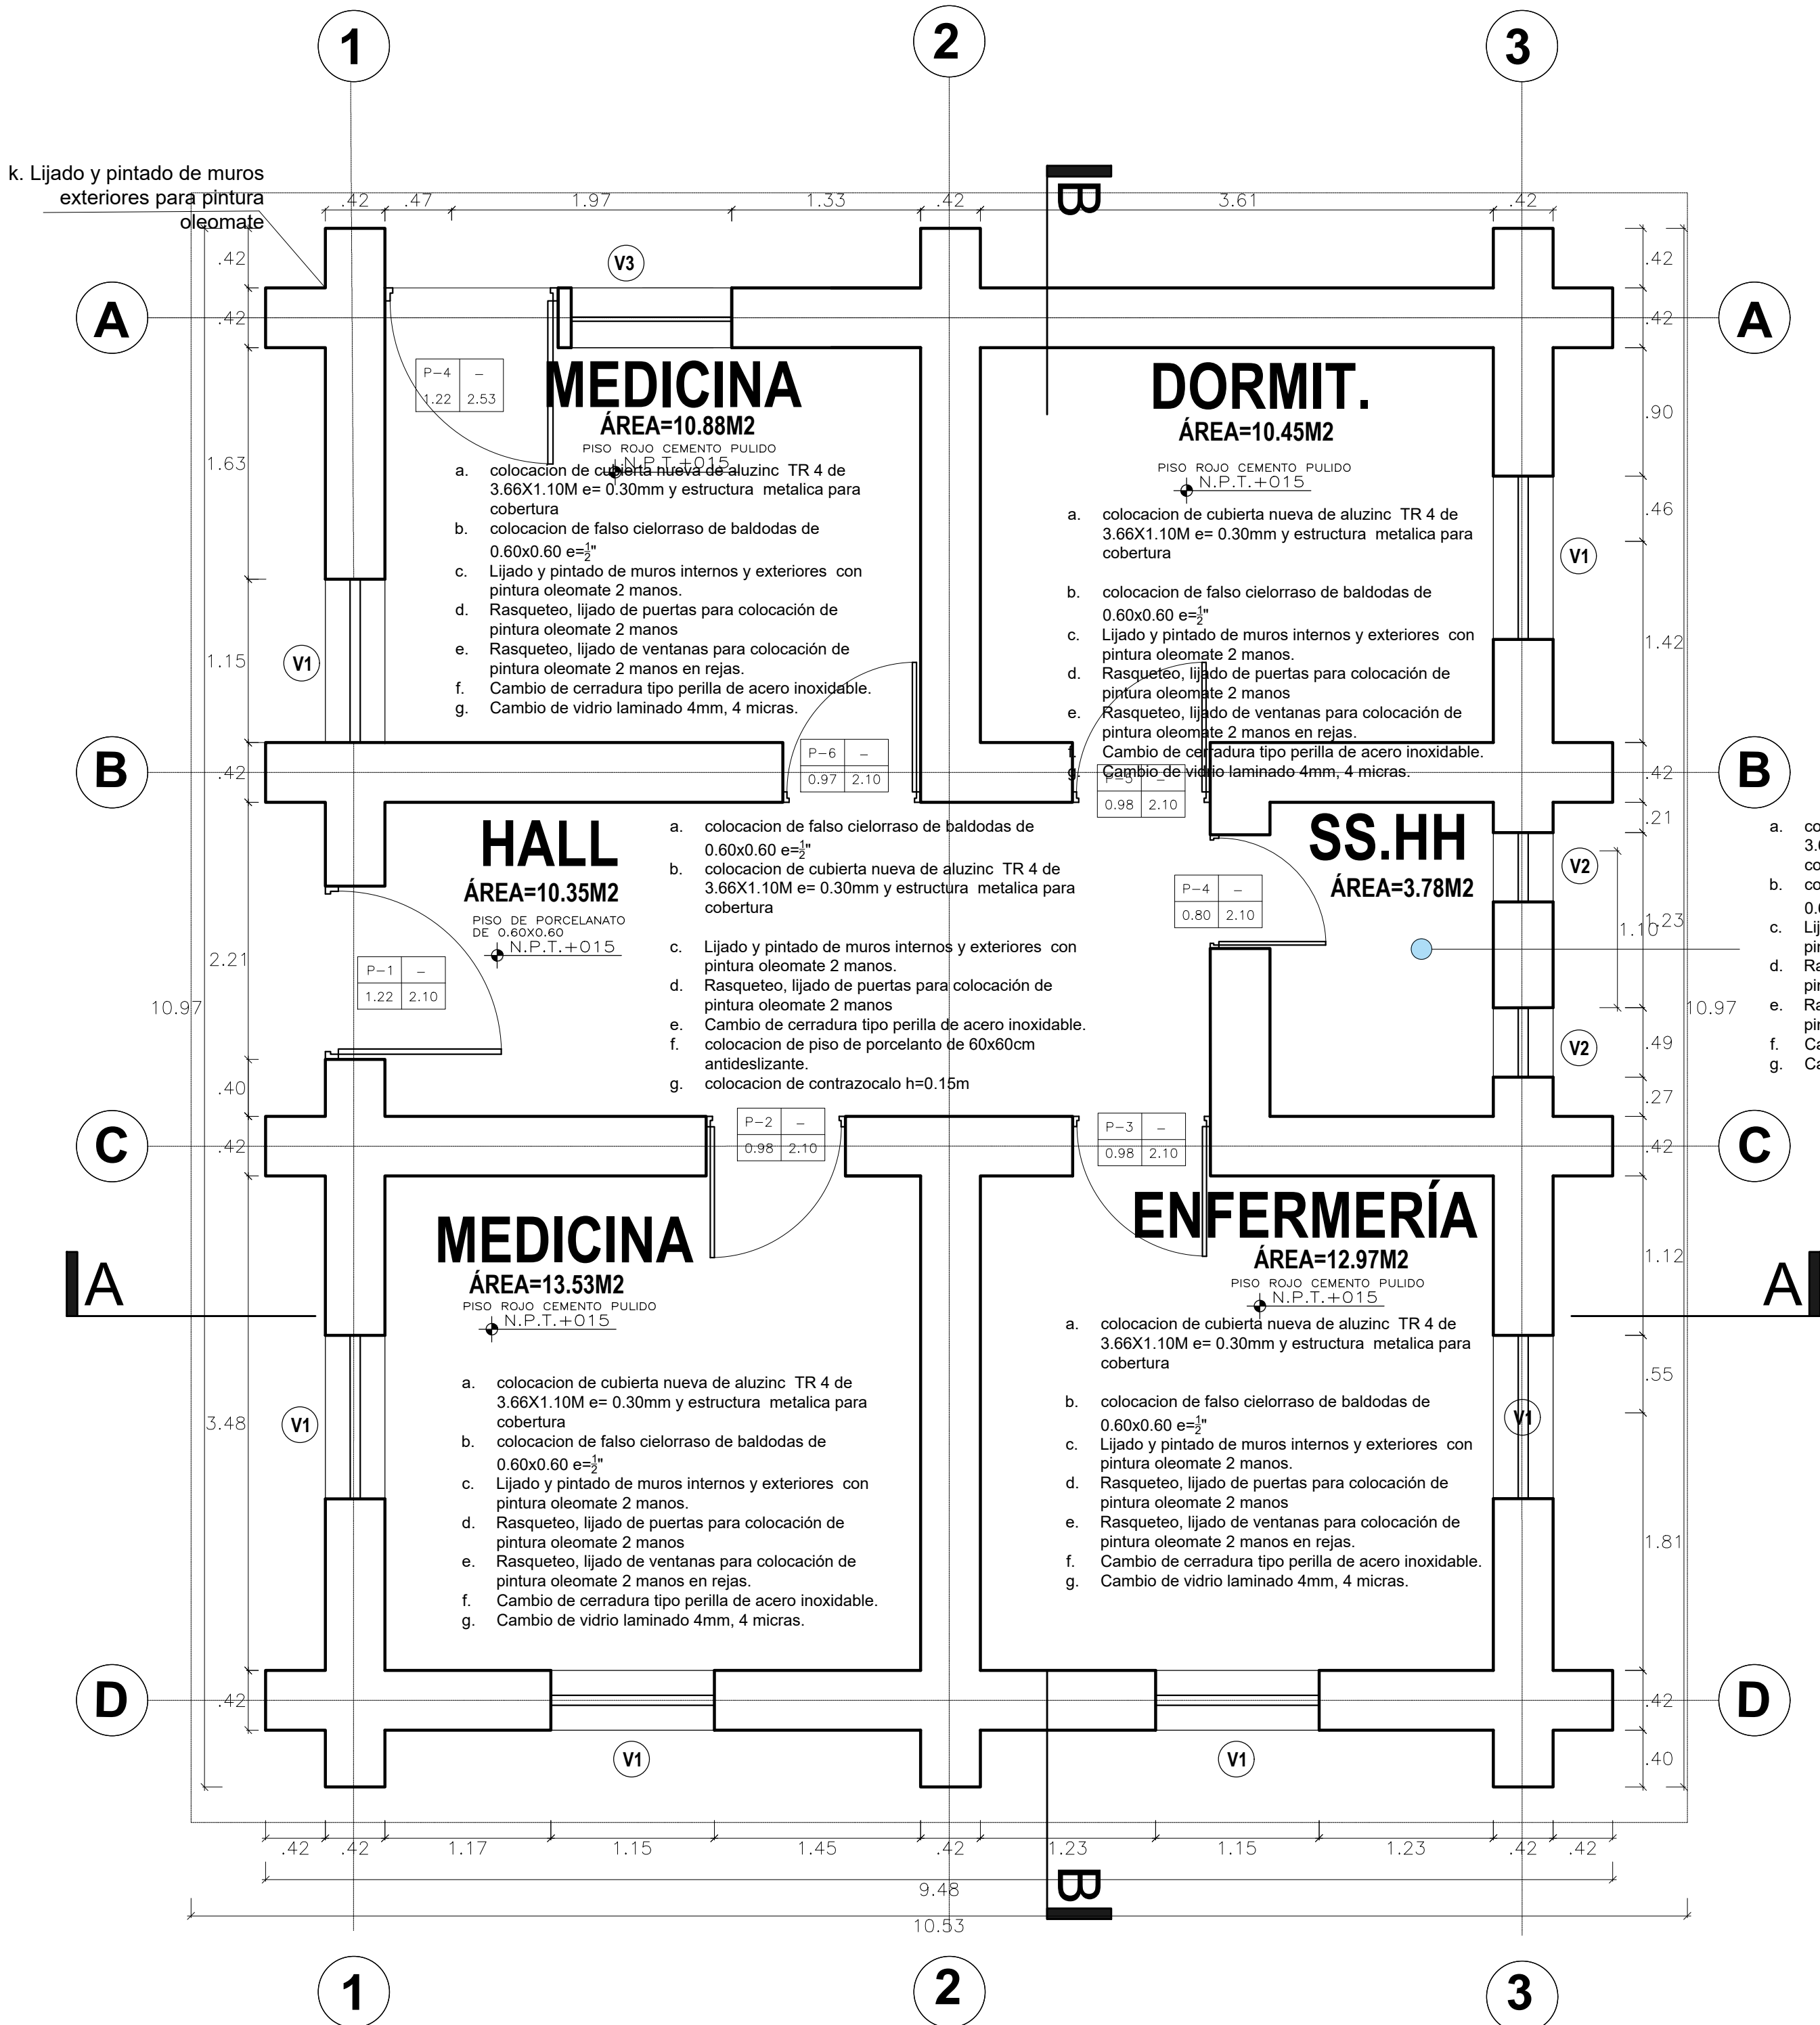 1
2
3
k. Lijado y pintado de muros
exteriores para pintura
oleomate
.42 .47 1.97 1.33 .42 3.61 .42
B
V3
.42
.42
A
.42
.42
A
P-4 -
1.22 2.53
MEDICINA
ÁREA=10.88M2
PISO ROJO CEMENTO PULIDO
N.P.T.+015
a. colocacion de cubierta nueva de aluzinc TR 4 de
3.66X1.10M e= 0.30mm y estructura metalica para
cobertura
b. colocacion de falso cielorraso de baldodas de
0.60x0.60 e=½"
c. Lijado y pintado de muros internos y exteriores con
pintura oleomate 2 manos.
d. Rasqueteo, lijado de puertas para colocación de
pintura oleomate 2 manos
e. Rasqueteo, lijado de ventanas para colocación de
pintura oleomate 2 manos en rejas.
f. Cambio de cerradura tipo perilla de acero inoxidable.
g. Cambio de vidrio laminado 4mm, 4 micras.
DORMIT.
ÁREA=10.45M2
PISO ROJO CEMENTO PULIDO
N.P.T.+015
a. colocacion de cubierta nueva de aluzinc TR 4 de
3.66X1.10M e= 0.30mm y estructura metalica para
cobertura
b. colocacion de falso cielorraso de baldodas de
0.60x0.60 e=½"
c. Lijado y pintado de muros internos y exteriores con
pintura oleomate 2 manos.
d. Rasqueteo, lijado de puertas para colocación de
pintura oleomate 2 manos
e. Rasqueteo, lijado de ventanas para colocación de
pintura oleomate 2 manos en rejas.
f. Cambio de cerradura tipo perilla de acero inoxidable.
g. Cambio de vidrio laminado 4mm, 4 micras.
1.63
1.15
V1
.90
.46
V1
1.42
B
.42
P-6 -
0.97 2.10
P-5 -
0.98 2.10
.42
B
HALL
ÁREA=10.35M2
PISO DE PORCELANATO
DE 0.60X0.60
N.P.T.+015
a. colocacion de falso cielorraso de baldodas de
0.60x0.60 e=½"
b. colocacion de cubierta nueva de aluzinc TR 4 de
3.66X1.10M e= 0.30mm y estructura metalica para
cobertura
c. Lijado y pintado de muros internos y exteriores con
pintura oleomate 2 manos.
d. Rasqueteo, lijado de puertas para colocación de
pintura oleomate 2 manos
e. Cambio de cerradura tipo perilla de acero inoxidable.
f. colocacion de piso de porcelanto de 60x60cm
antideslizante.
g. colocacion de contrazocalo h=0.15m
SS.HH
ÁREA=3.78M2
P-4 -
0.80 2.10
.21
V2
1.10
1.23
V2
.49
.27
10.97
a. co
3.6
co
b. co
0.6
c. Lij
pin
d. Ra
pin
e. Ra
pin
f. Ca
g. Ca
P-1 -
1.22 2.10
2.21
10.97
.40
C
.42
P-2 -
0.98 2.10
P-3 -
0.98 2.10
.42
C
MEDICINA
ÁREA=13.53M2
PISO ROJO CEMENTO PULIDO
N.P.T.+015
a. colocacion de cubierta nueva de aluzinc TR 4 de
3.66X1.10M e= 0.30mm y estructura metalica para
cobertura
b. colocacion de falso cielorraso de baldodas de
0.60x0.60 e=½"
c. Lijado y pintado de muros internos y exteriores con
pintura oleomate 2 manos.
d. Rasqueteo, lijado de puertas para colocación de
pintura oleomate 2 manos
e. Rasqueteo, lijado de ventanas para colocación de
pintura oleomate 2 manos en rejas.
f. Cambio de cerradura tipo perilla de acero inoxidable.
g. Cambio de vidrio laminado 4mm, 4 micras.
ENFERMERÍA
ÁREA=12.97M2
PISO ROJO CEMENTO PULIDO
N.P.T.+015
a. colocacion de cubierta nueva de aluzinc TR 4 de
3.66X1.10M e= 0.30mm y estructura metalica para
cobertura
b. colocacion de falso cielorraso de baldodas de
0.60x0.60 e=½"
c. Lijado y pintado de muros internos y exteriores con
pintura oleomate 2 manos.
d. Rasqueteo, lijado de puertas para colocación de
pintura oleomate 2 manos
e. Rasqueteo, lijado de ventanas para colocación de
pintura oleomate 2 manos en rejas.
f. Cambio de cerradura tipo perilla de acero inoxidable.
g. Cambio de vidrio laminado 4mm, 4 micras.
A
A
3.48
V1
1.12
.55
V1
1.81
D
.42
.42
D
V1
V1
.40
.42 .42 1.17 1.15 1.45 .42 1.23 1.15 1.23 .42 .42
9.48
B
10.53
1
2
3